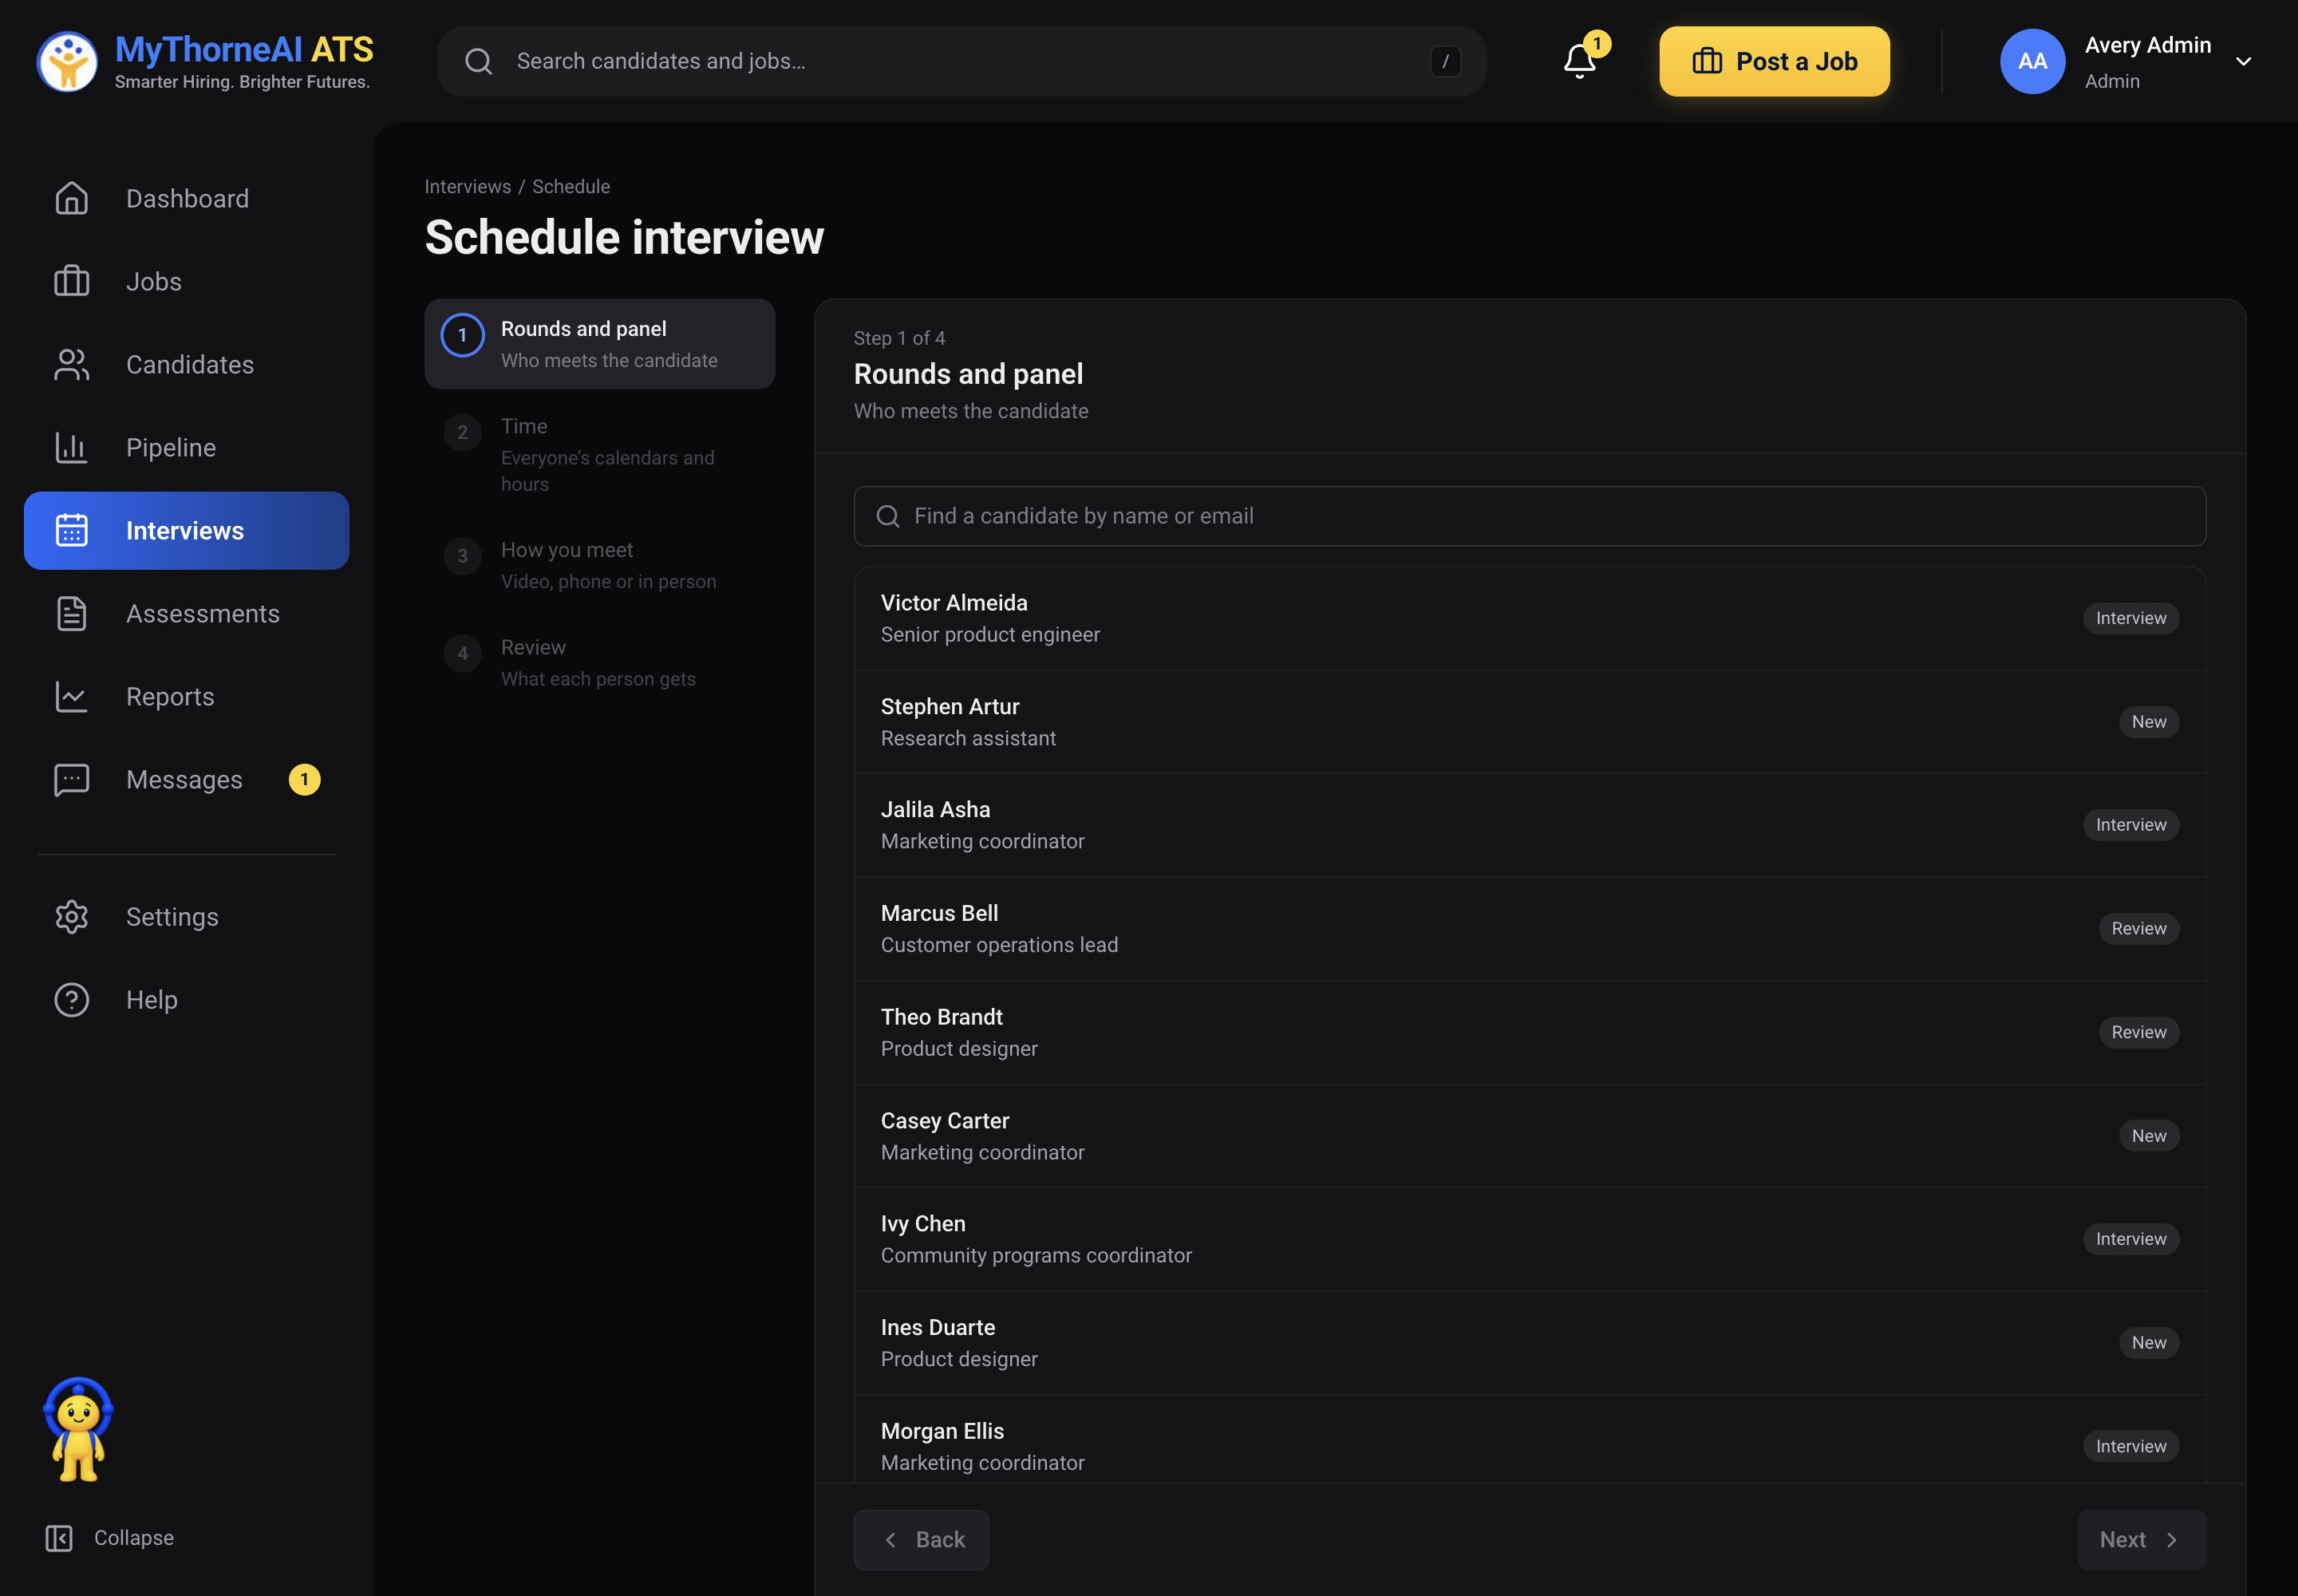 MyThorneAI ATS
Smarter Hiring. Brighter Futures.
Search candidates and jobs...
/
1
Post a Job
AA
Avery Admin
Admin
Dashboard
Jobs
Candidates
Pipeline
Interviews
Assessments
Reports
Messages
1
Settings
Help
Collapse
Interviews / Schedule
Schedule interview
1
Rounds and panel
Who meets the candidate
2
Time
Everyone’s calendars and
hours
3
How you meet
Video, phone or in person
4
Review
What each person gets
Step 1 of 4
Rounds and panel
Who meets the candidate
Find a candidate by name or email
Victor Almeida
Senior product engineer
Interview
Stephen Artur
Research assistant
New
Jalila Asha
Marketing coordinator
Interview
Marcus Bell
Customer operations lead
Review
Theo Brandt
Product designer
Review
Casey Carter
Marketing coordinator
New
Ivy Chen
Community programs coordinator
Interview
Ines Duarte
Product designer
New
Morgan Ellis
Marketing coordinator
Interview
Back
Next